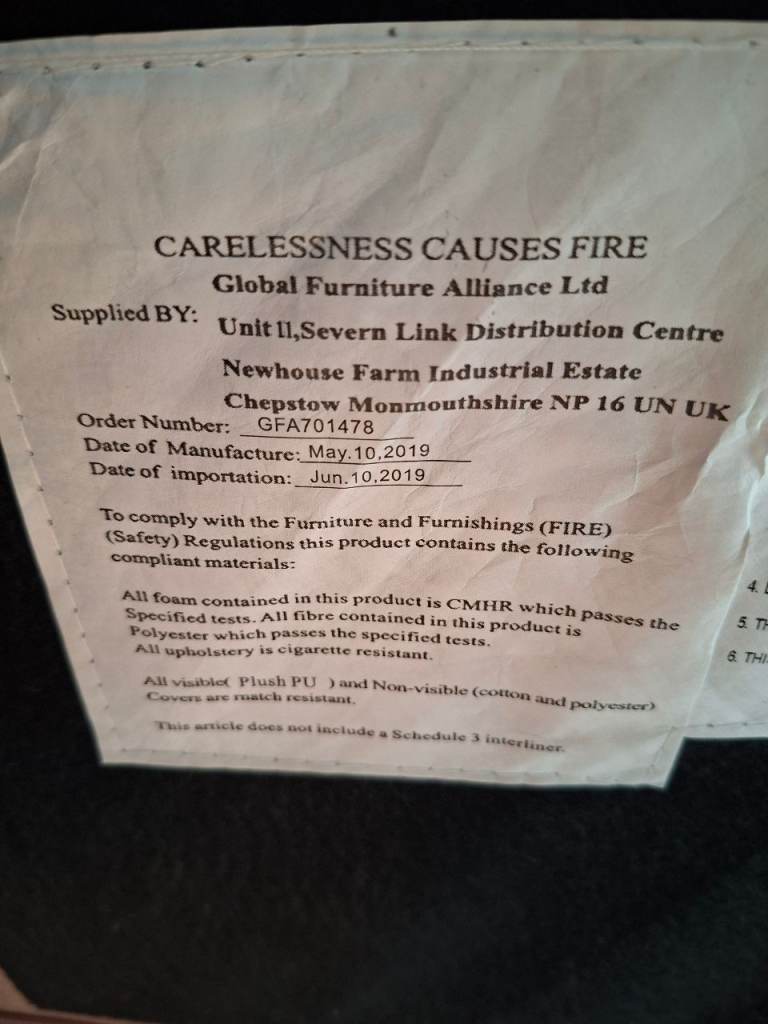 CARELESSNESS CAUSES FIRE
Global Furniture Alliance Ltd
Supplied BY: Unit 11,Severn Link Distribution Centre
Newhouse Farm Industrial Estate
Chepstow Monmouthshire NP 16 UN UK
Order Number: GFA701478
Date of Manufacture: May.10,2019
Date of importation: Jun.10,2019
To comply with the Furniture and Furnishings (FIRE)
(Safety) Regulations this product contains the following
compliant materials:
All foam contained in this product is CMHR which passes the
Specified tests. All fibre contained in this product is
Polyester which passes the specified tests.
All upholstery is cigarette resistant.
All visible( Plush PU ) and Non-visible (cotton and polyester)
Covers are match resistant.
This article does not include a Schedule 3 interliner.
4.
5. TH
6. THI